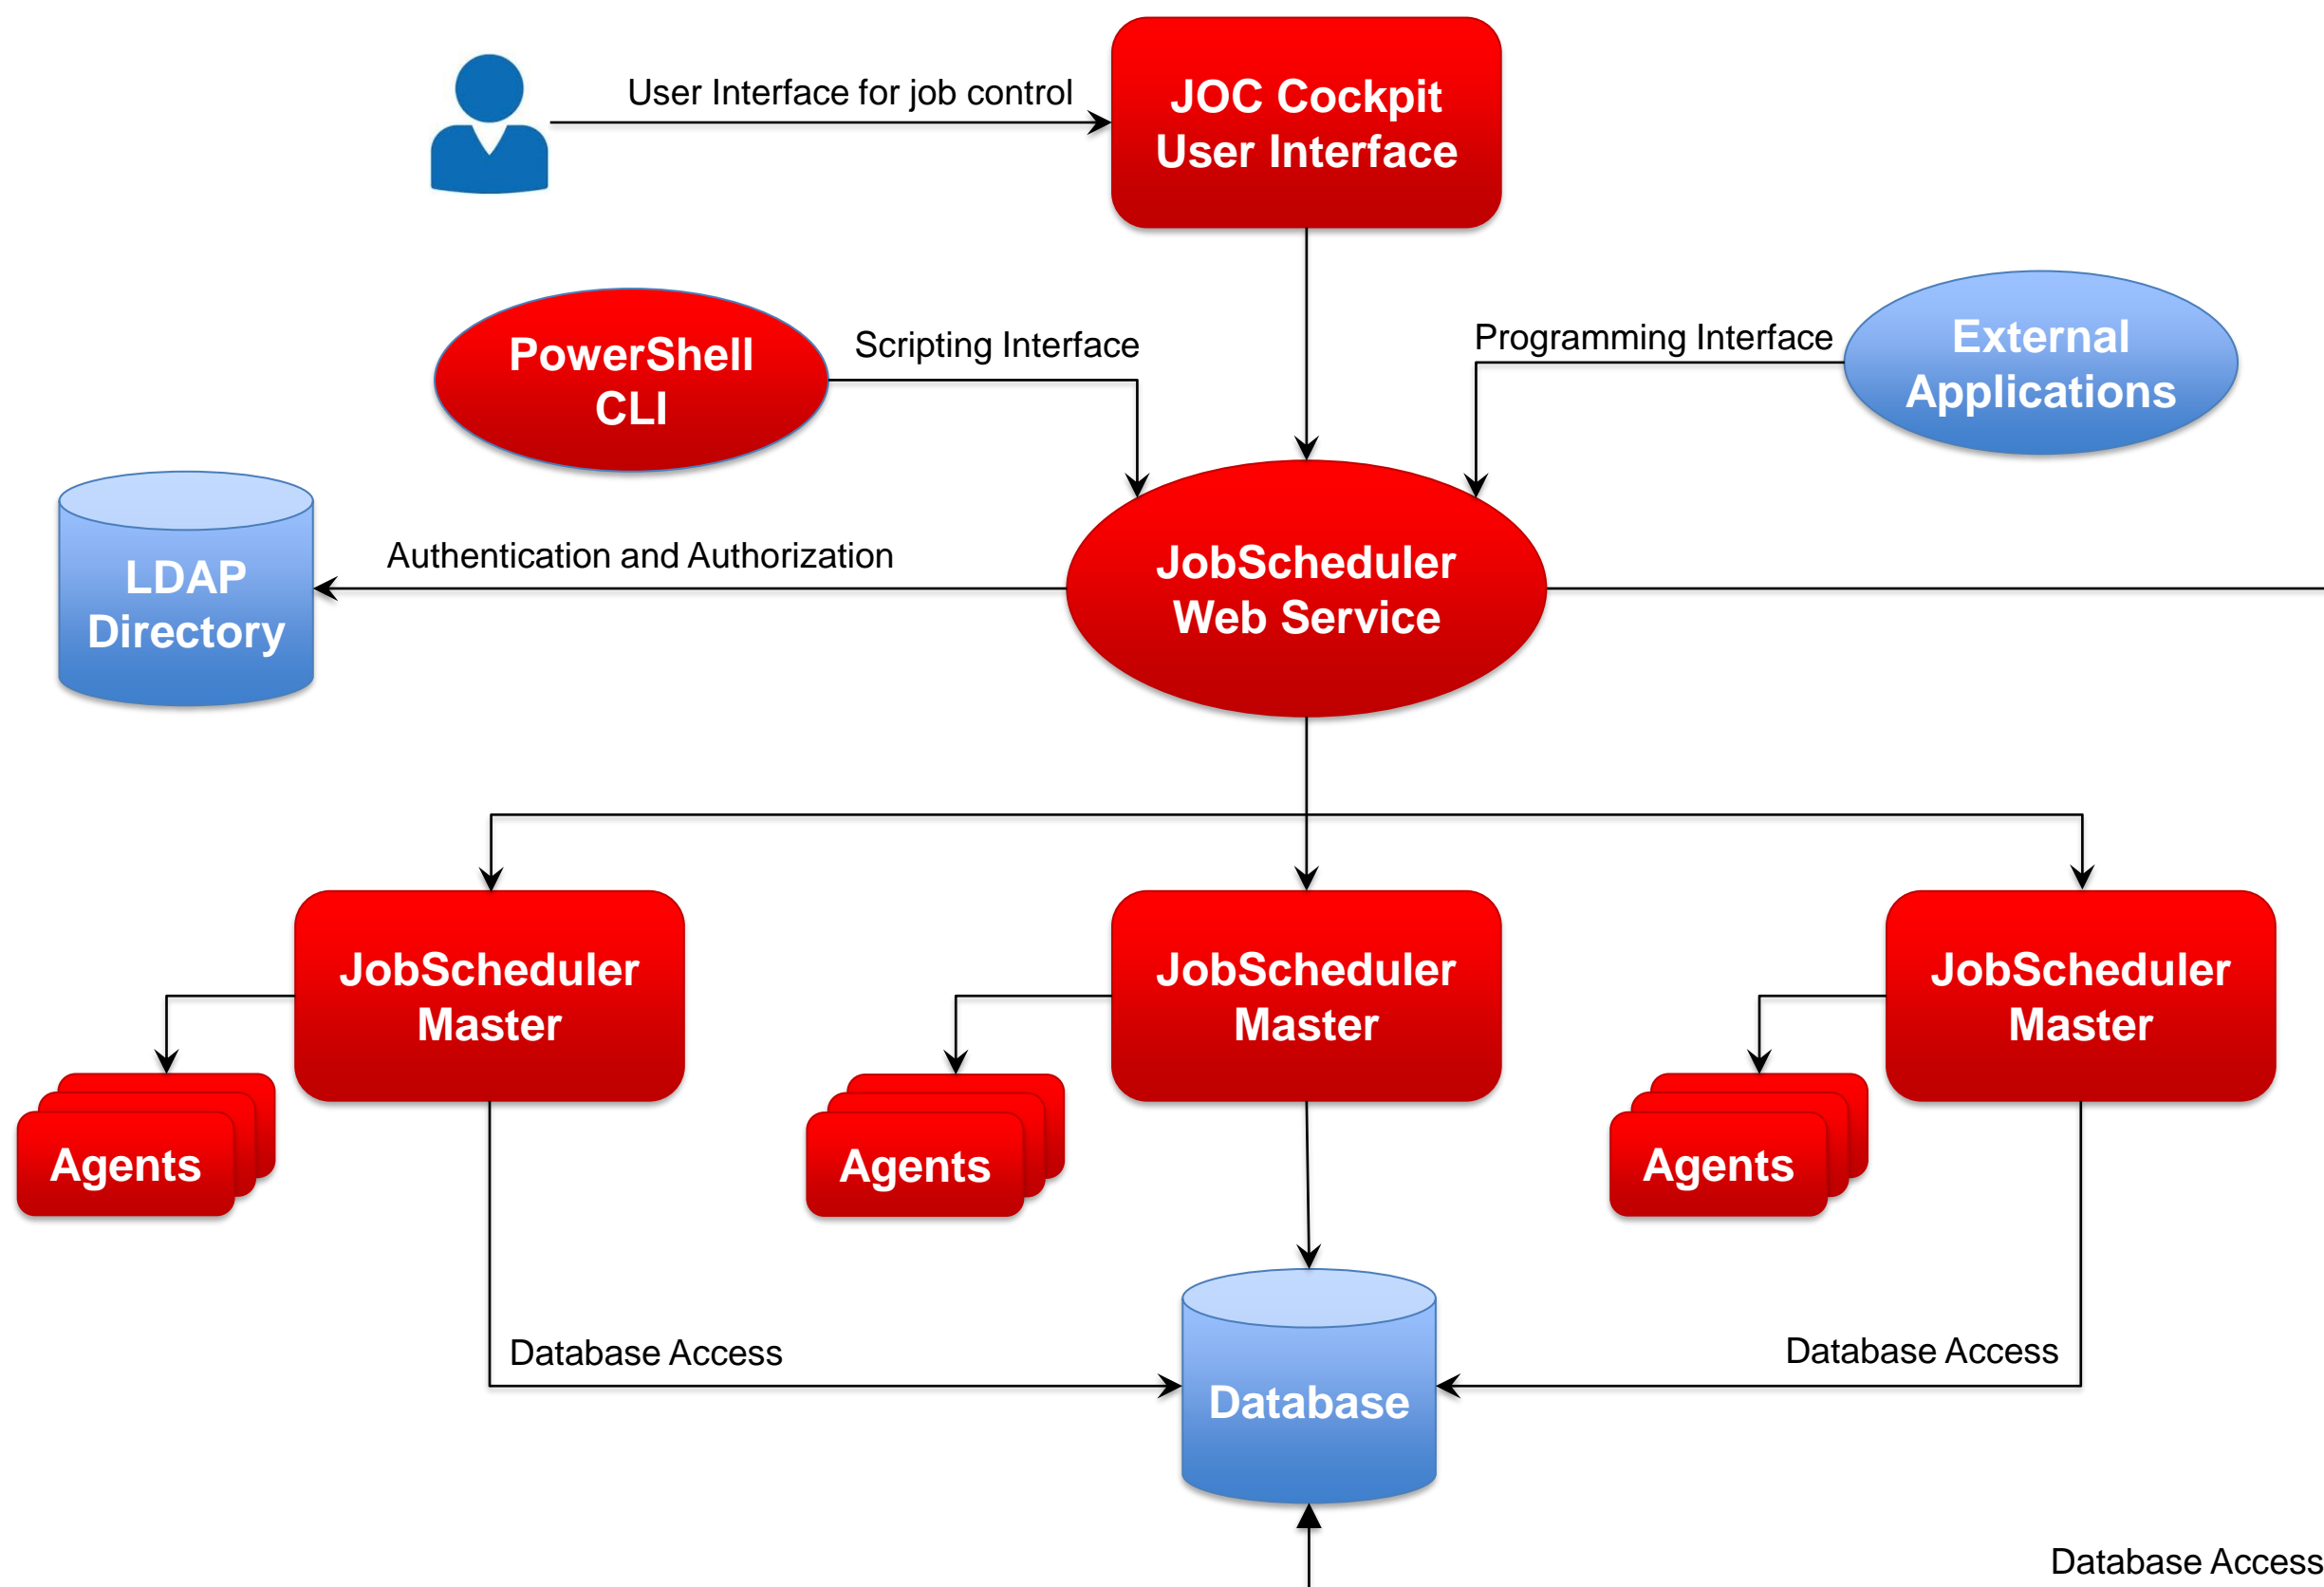 User Interface for job control
JOC Cockpit
User Interface
PowerShell
CLI
Scripting Interface
Programming Interface
External
Applications
LDAP
Directory
Authentication and Authorization
JobScheduler
Web Service
JobScheduler
Master
JobScheduler
Master
JobScheduler
Master
Agents
Agents
Agents
Database Access
Database
Database Access
Database Access